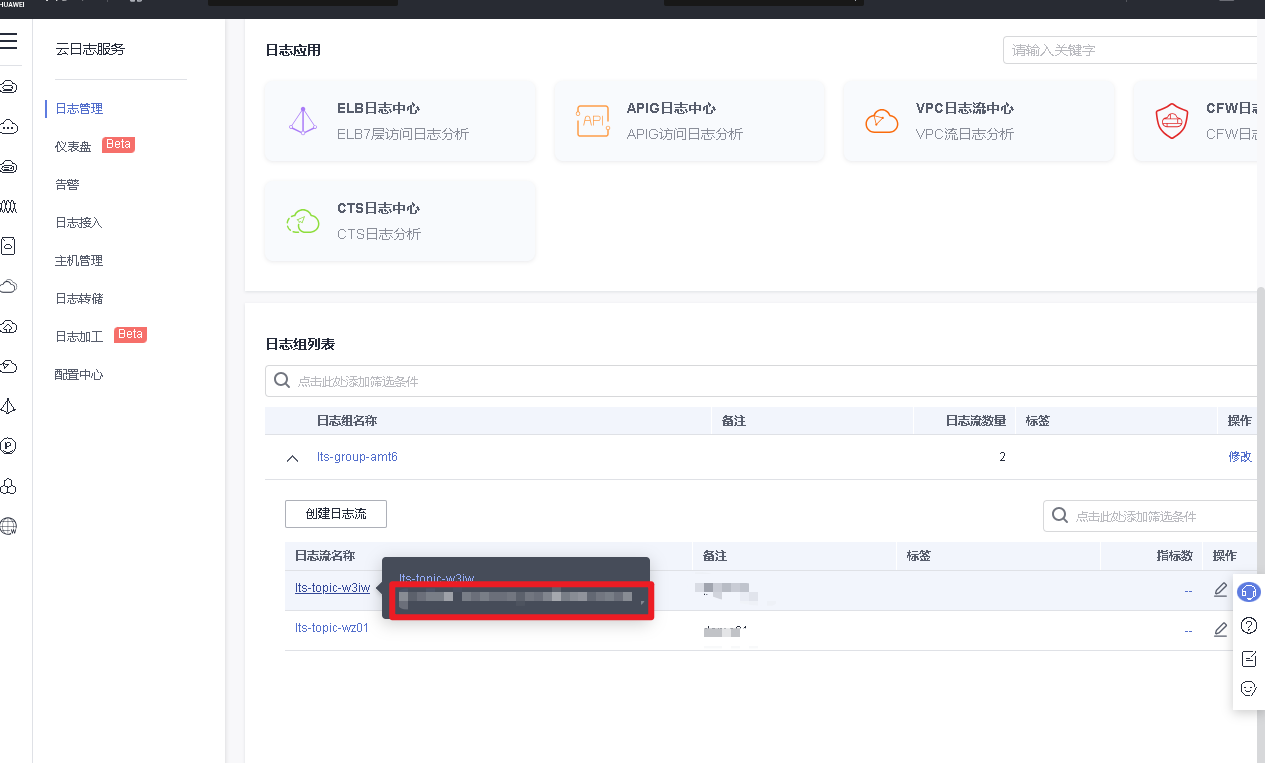 HUAWEI
云日志服务
日志管理
仪表盘 Beta
告警
日志接入
主机管理
日志转储
日志加工 Beta
配置中心
日志应用
请输入关键字
ELB日志中心
ELB7层访问日志分析
API
APIG日志中心
APIG访问日志分析
VPC日志流中心
VPC流日志分析
CFW日志
CFW日志
CTS日志中心
CTS日志分析
日志组列表
点击此处添加筛选条件
日志组名称 备注 日志流数量 标签 操作
lts-group-amt6 2 修改
创建日志流
点击此处添加筛选条件
日志流名称 备注 标签 指标数 操作
lts-topic-w3iw --
lts-topic-w3iw
lts-topic-wz01 --